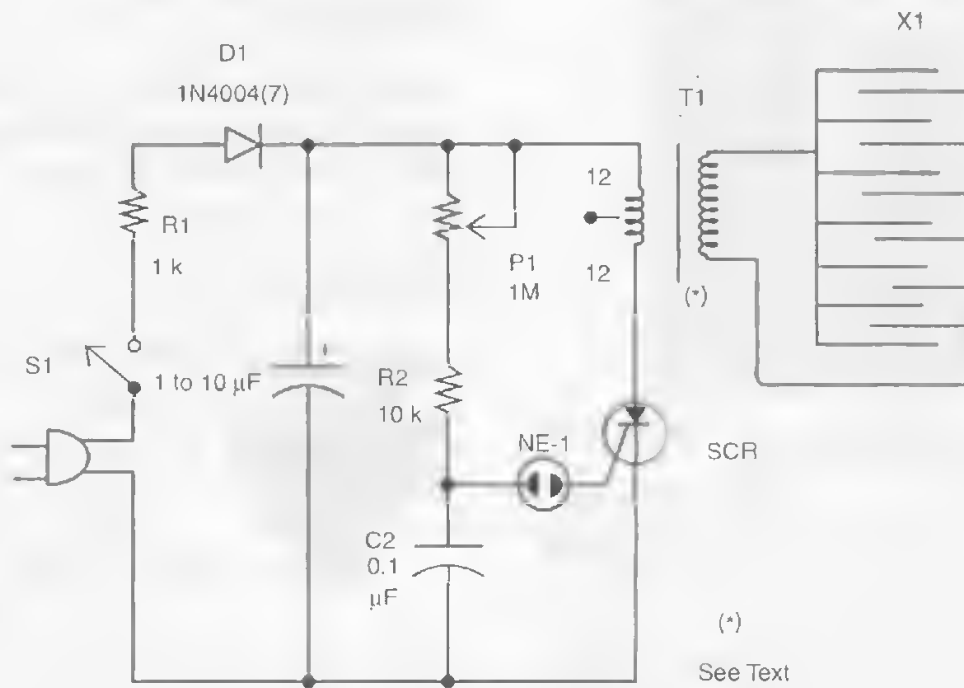 X1
D1
1N4004(7)
T1
R1
1 k
12
P1
1M
12
(*)
S1
1 to 10 µF
R2
10 k
NE-1
SCR
C2
0.1
µF
(*)
See Text